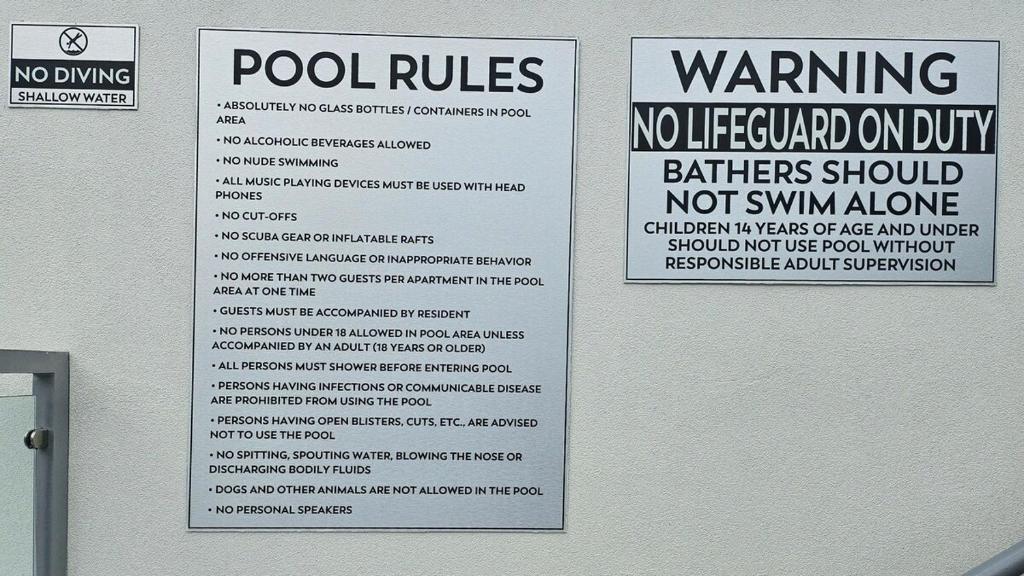 NO DIVING
SHALLOW WATER
POOL RULES
• ABSOLUTELY NO GLASS BOTTLES / CONTAINERS IN POOL
AREA
• NO ALCOHOLIC BEVERAGES ALLOWED
• NO NUDE SWIMMING
• ALL MUSIC PLAYING DEVICES MUST BE USED WITH HEAD
PHONES
• NO CUT-OFFS
• NO SCUBA GEAR OR INFLATABLE RAFTS
• NO OFFENSIVE LANGUAGE OR INAPPROPRIATE BEHAVIOR
• NO MORE THAN TWO GUESTS PER APARTMENT IN THE POOL
AREA AT ONE TIME
• GUESTS MUST BE ACCOMPANIED BY RESIDENT
• NO PERSONS UNDER 18 ALLOWED IN POOL AREA UNLESS
ACCOMPANIED BY AN ADULT (18 YEARS OR OLDER)
• ALL PERSONS MUST SHOWER BEFORE ENTERING POOL
• PERSONS HAVING INFECTIONS OR COMMUNICABLE DISEASE
ARE PROHIBITED FROM USING THE POOL
• PERSONS HAVING OPEN BLISTERS, CUTS, ETC., ARE ADVISED
NOT TO USE THE POOL
• NO SPITTING, SPOUTING WATER, BLOWING THE NOSE OR
DISCHARGING BODILY FLUIDS
• DOGS AND OTHER ANIMALS ARE NOT ALLOWED IN THE POOL
• NO PERSONAL SPEAKERS
WARNING
NO LIFEGUARD ON DUTY
BATHERS SHOULD
NOT SWIM ALONE
CHILDREN 14 YEARS OF AGE AND UNDER
SHOULD NOT USE POOL WITHOUT
RESPONSIBLE ADULT SUPERVISION